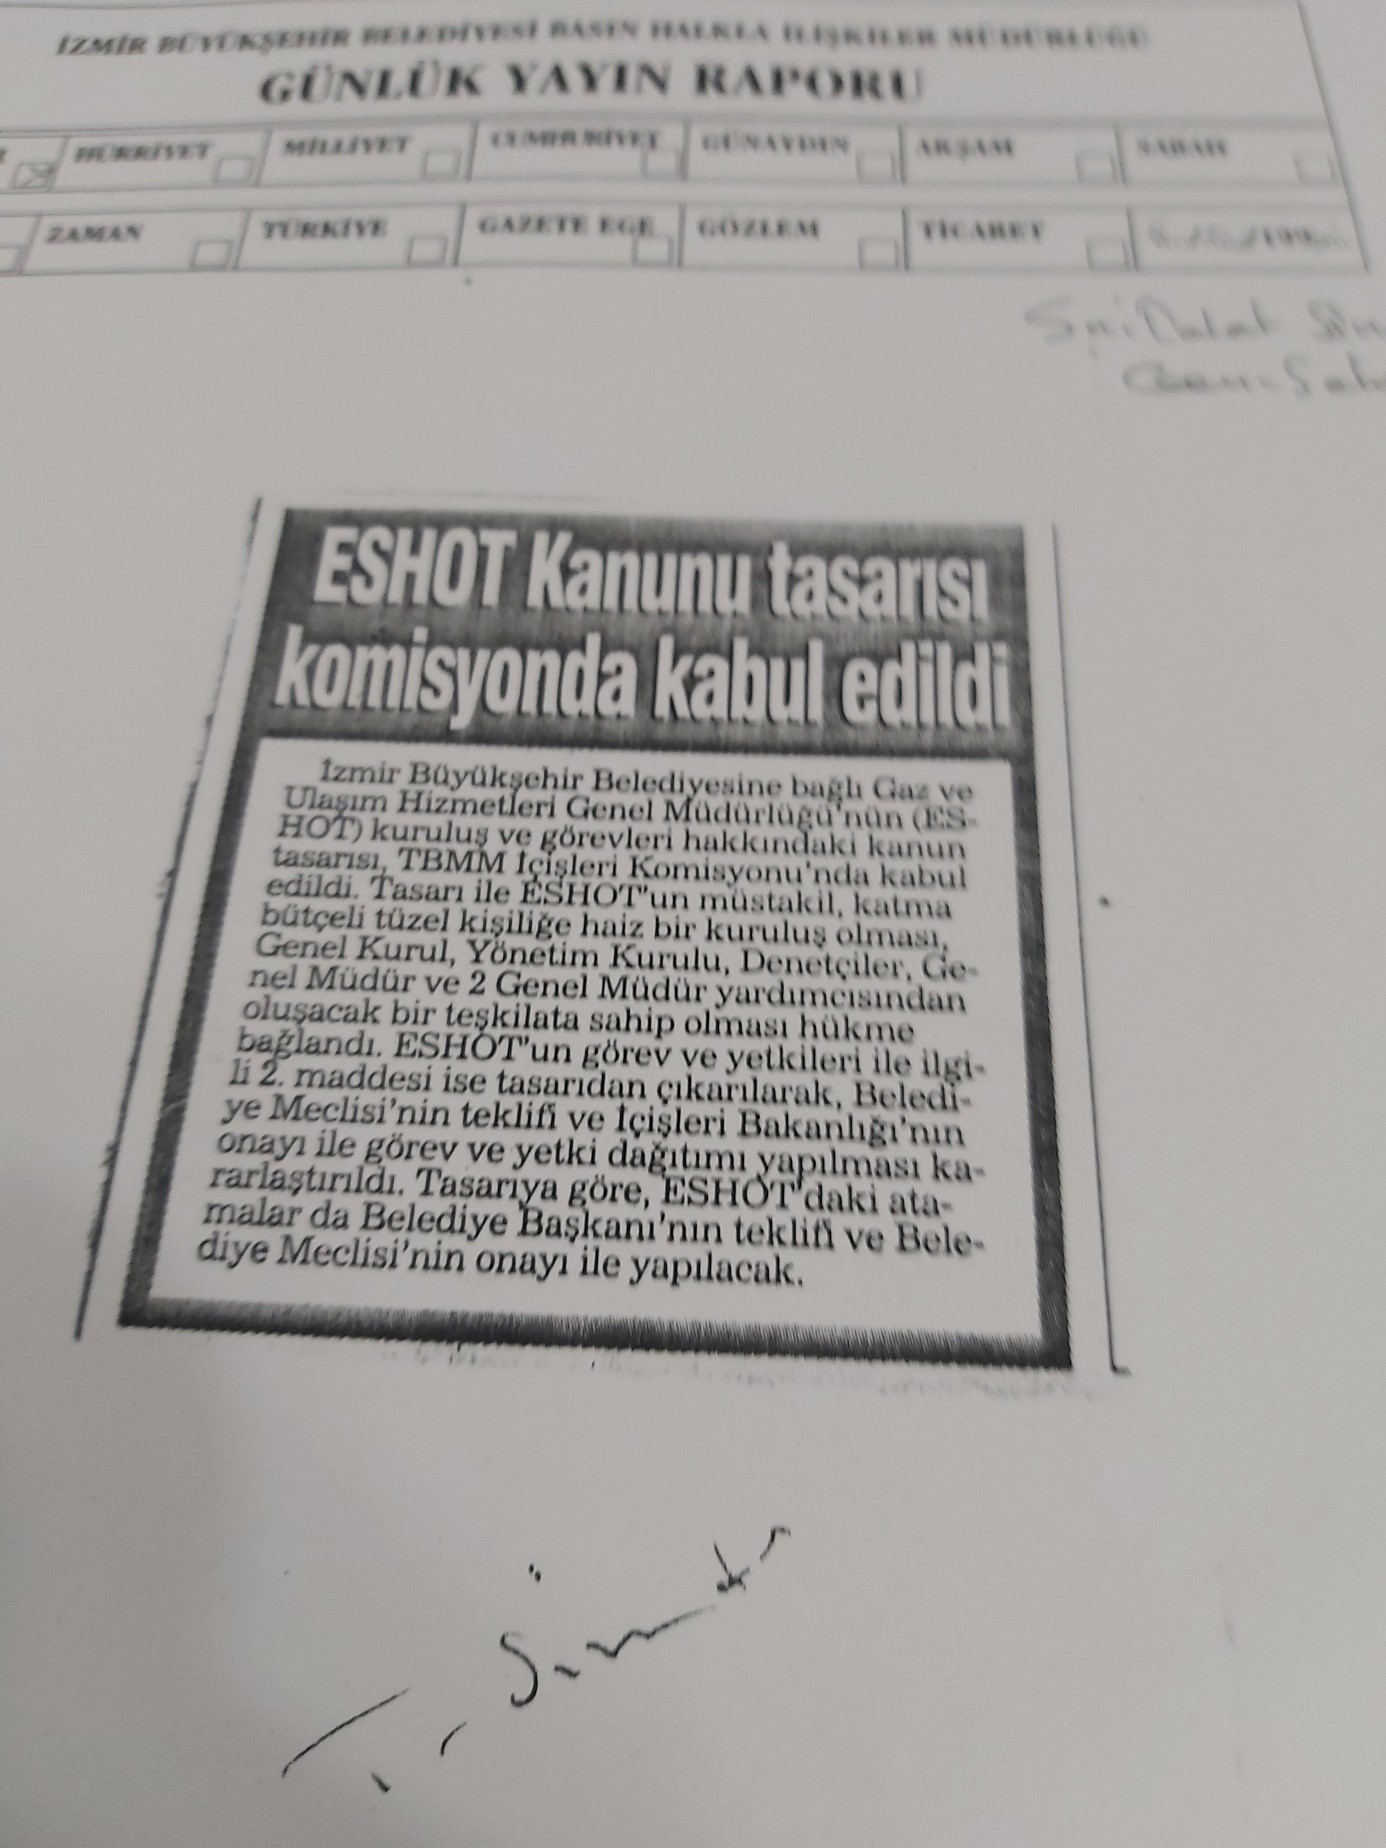 İZMİR BÜYÜKŞEHİR BELEDİYESİ BASIN HALKLA İLİŞKİLER MÜDÜRLÜĞÜ
GÜNLÜK YAYIN RAPORU
HÜRRİYET MİLLİYET CUMHURİYET GÜNAYDIN AKŞAM SABAH
ZAMAN TÜRKİYE GAZETE EGE GÖZLEM TİCARET
ESHOT Kanunu tasarısı
komisyonda kabul edildi
İzmir Büyükşehir Belediyesine bağlı Gaz ve
Ulaşım Hizmetleri Genel Müdürlüğü'nün (ES-
HOT) kuruluş ve görevleri hakkındaki kanun
tasarısı, TBMM İçişleri Komisyonu'nda kabul
edildi. Tasarı ile ESHOT'un müstakil, katma
bütçeli tüzel kişiliğe haiz bir kuruluş olması,
Genel Kurul, Yönetim Kurulu, Denetçiler, Ge-
nel Müdür ve 2 Genel Müdür yardımcısından
oluşacak bir teşkilata sahip olması hükme
bağlandı. ESHOT'un görev ve yetkileri ile ilgi-
li 2. maddesi ise tasarıdan çıkarılarak, Beledi-
ye Meclisi'nin teklifi ve İçişleri Bakanlığı'nın
onayı ile görev ve yetki dağıtımı yapılması ka-
rarlaştırıldı. Tasarıya göre, ESHOT'daki ata-
malar da Belediye Başkanı'nın teklifi ve Bele-
diye Meclisi'nin onayı ile yapılacak.